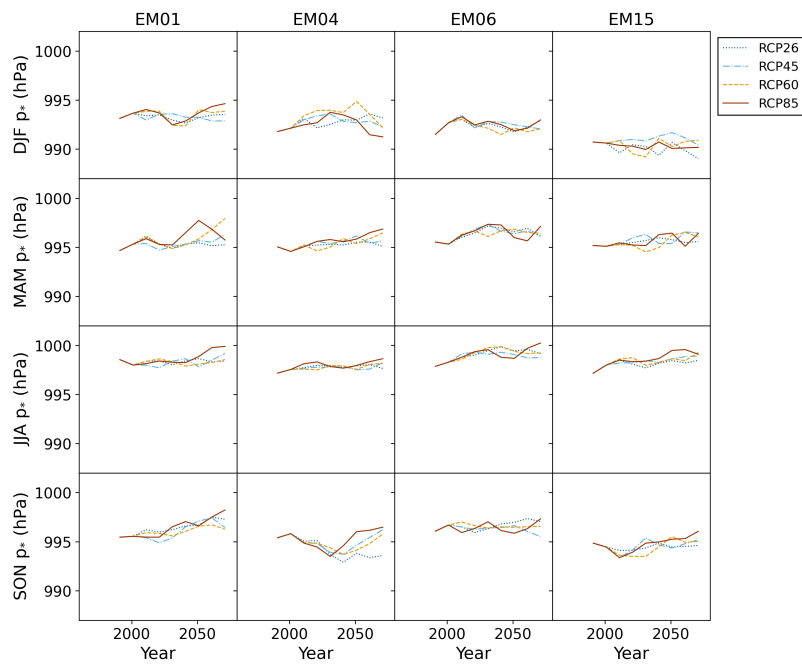 EM01 EM04 EM06 EM15
DJF p* (hPa)
1000
995
990
RCP26
RCP45
RCP60
RCP85
MAM p* (hPa)
1000
995
990
JJA p* (hPa)
1000
995
990
SON p* (hPa)
1000
995
990
2000 2050 2000 2050 2000 2050 2000 2050
Year Year Year Year